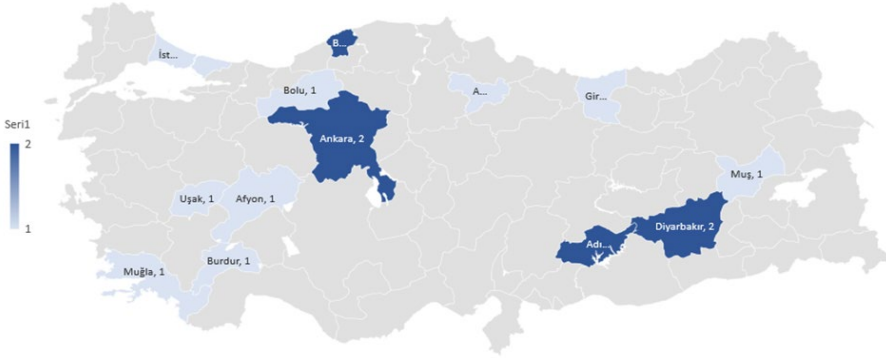 B...
İst...
Bolu, 1
A...
Gir...
Seri1
2
Ankara, 2
Muş, 1
Uşak, 1
Afyon, 1
Diyarbakır, 2
1
Adı...
Burdur, 1
Muğla, 1